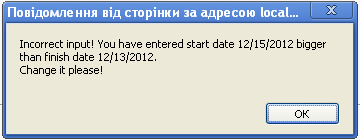 Повідомлення від сторінки за адресою local...
Incorrect input! You have entered start date 12/15/2012 bigger
than finish date 12/13/2012.
Change it please!
OK